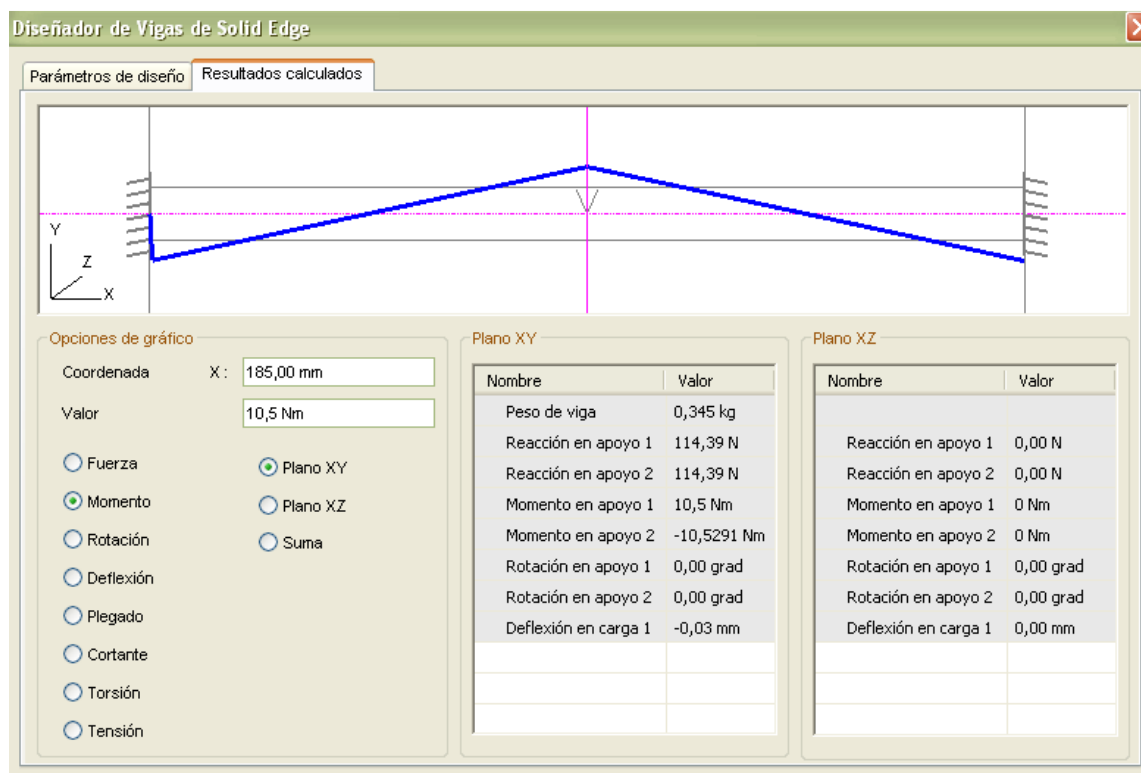 Diseñador de Vigas de Solid Edge
Parámetros de diseño Resultados calculados
Y
Z
X
Opciones de gráfico
Coordenada X : 185,00 mm
Valor 10,5 Nm
Fuerza Plano XY
Momento Plano XZ
Rotación Suma
Deflexión
Plegado
Cortante
Torsión
Tensión
Plano XY
Nombre Valor
Peso de viga 0,345 kg
Reacción en apoyo 1 114,39 N
Reacción en apoyo 2 114,39 N
Momento en apoyo 1 10,5 Nm
Momento en apoyo 2 -10,5291 Nm
Rotación en apoyo 1 0,00 grad
Rotación en apoyo 2 0,00 grad
Deflexión en carga 1 -0,03 mm
Plano XZ
Nombre Valor
Reacción en apoyo 1 0,00 N
Reacción en apoyo 2 0,00 N
Momento en apoyo 1 0 Nm
Momento en apoyo 2 0 Nm
Rotación en apoyo 1 0,00 grad
Rotación en apoyo 2 0,00 grad
Deflexión en carga 1 0,00 mm